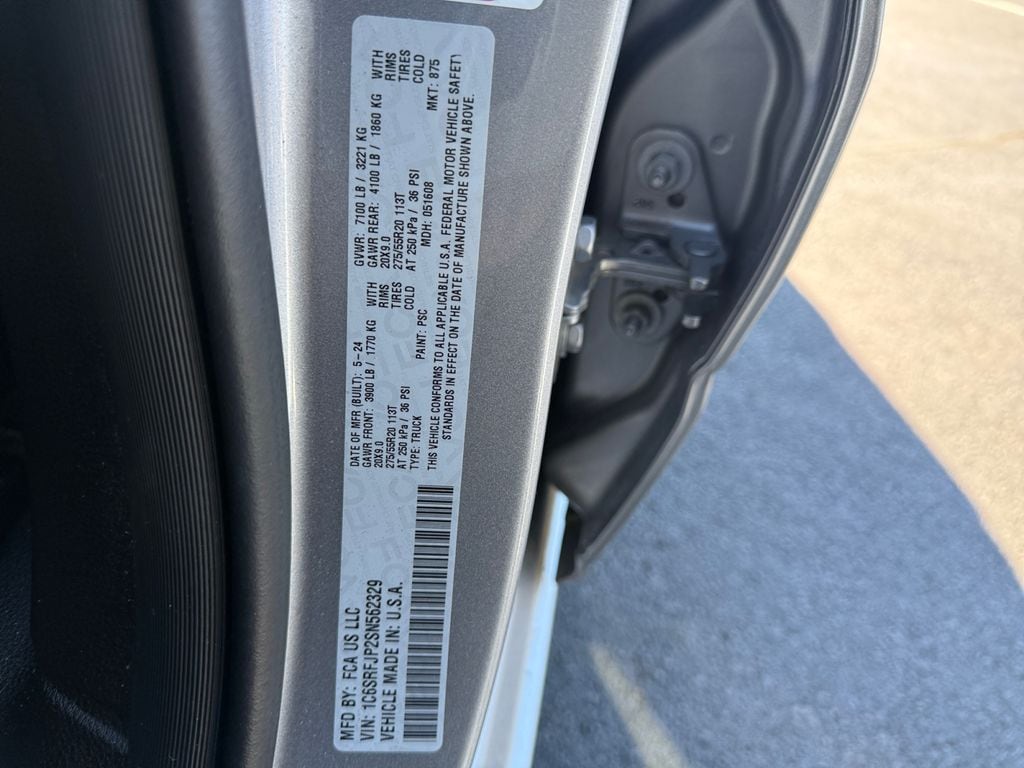 MFD BY: FCA US LLC
VIN: 1C6SRFJP2SN562329
VEHICLE MADE IN: U.S.A.
DATE OF MFR (BUILT): 5-24
GAWR FRONT: 3900 LB / 1770 KG WITH
20X9.0 RIMS
275/55R20 113T TIRES
AT 250 kPa / 36 PSI COLD
TYPE: TRUCK PAINT: PSC
GVWR: 7100 LB / 3221 KG
GAWR REAR: 4100 LB / 1860 KG WITH
20X9.0 RIMS
275/55R20 113T TIRES
AT 250 kPa / 36 PSI COLD
MDH: 051608 MKT: 875
THIS VEHICLE CONFORMS TO ALL APPLICABLE U.S.A. FEDERAL MOTOR VEHICLE SAFETY
STANDARDS IN EFFECT ON THE DATE OF MANUFACTURE SHOWN ABOVE.